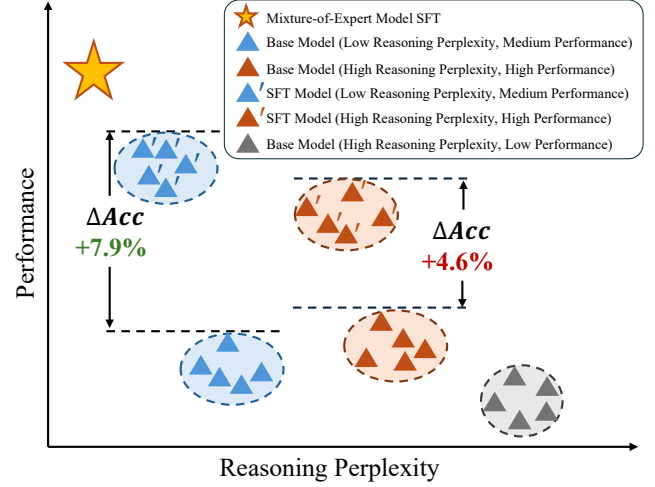 Mixture-of-Expert Model SFT
Base Model (Low Reasoning Perplexity, Medium Performance)
Base Model (High Reasoning Perplexity, High Performance)
SFT Model (Low Reasoning Perplexity, Medium Performance)
SFT Model (High Reasoning Perplexity, High Performance)
Base Model (High Reasoning Perplexity, Low Performance)
ΔAcc
+7.9%
ΔAcc
+4.6%
Performance
Reasoning Perplexity